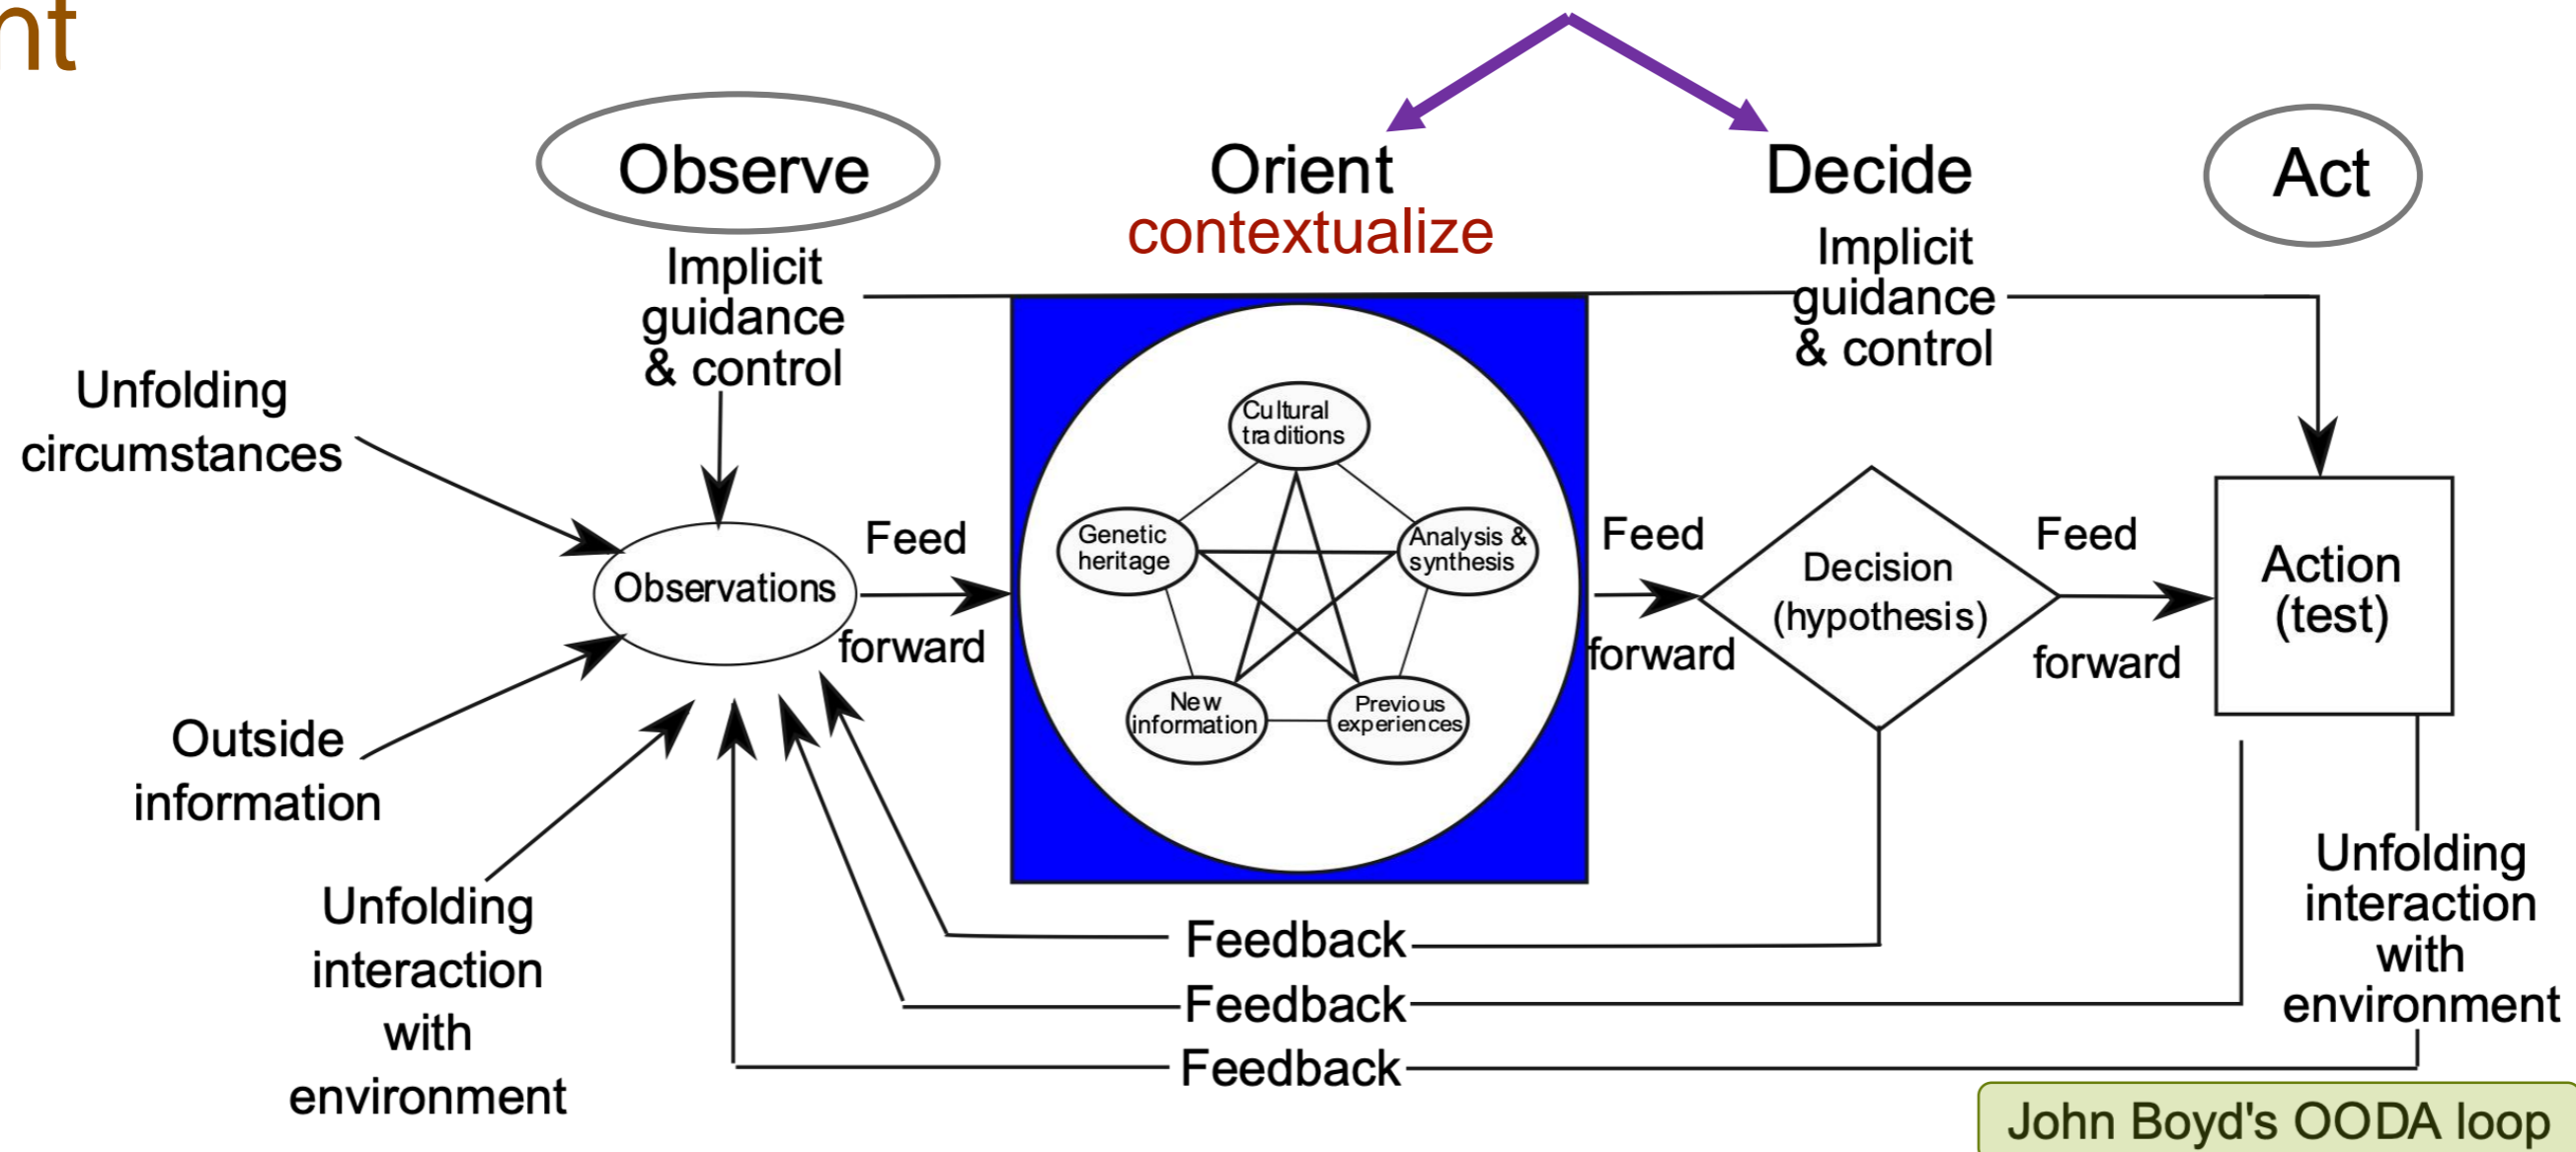 nt
Observe
Orient
contextualize
Decide
Act
Implicit
guidance
& control
Implicit
guidance
& control
Unfolding
circumstances
Observations
Outside
information
Unfolding
interaction
with
environment
Feed
forward
Cultural
traditions
Genetic
heritage
Analysis &
synthesis
New
information
Previous
experiences
Feed
forward
Decision
(hypothesis)
Feed
forward
Action
(test)
Unfolding
interaction
with
environment
Feedback
Feedback
Feedback
John Boyd's OODA loop